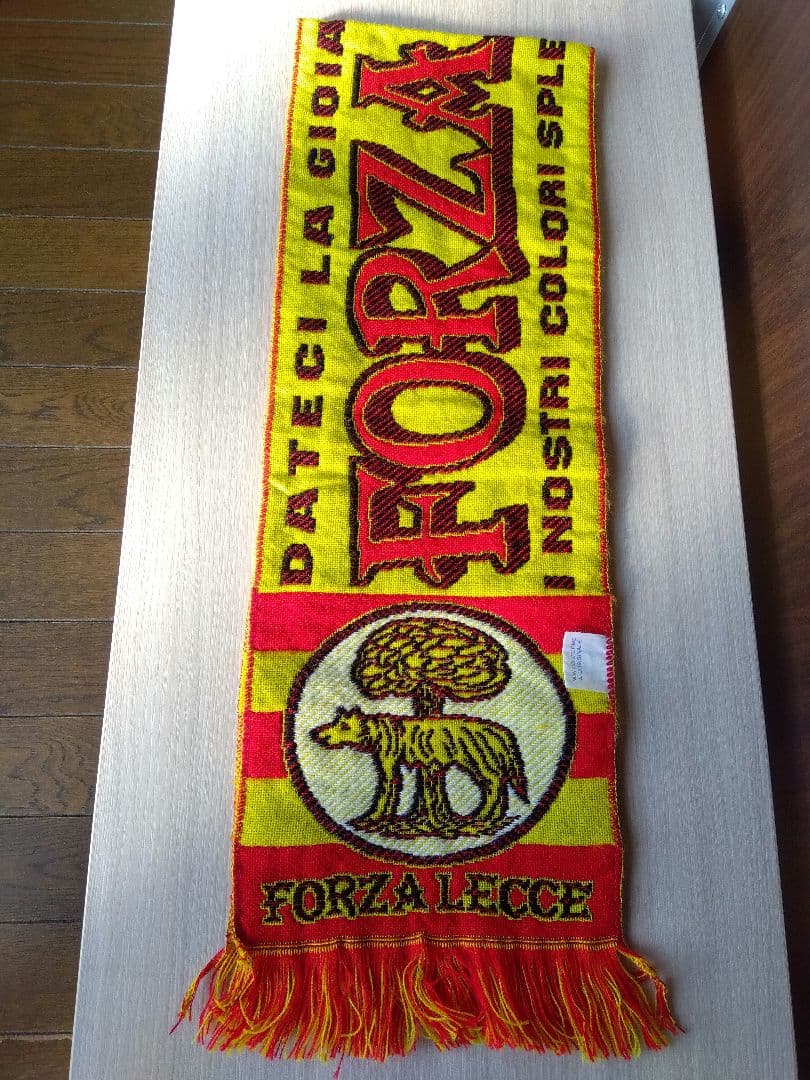 DATECI LA GIOIA
FORZA
I NOSTRI COLORI SPLE
FORZA LECCE